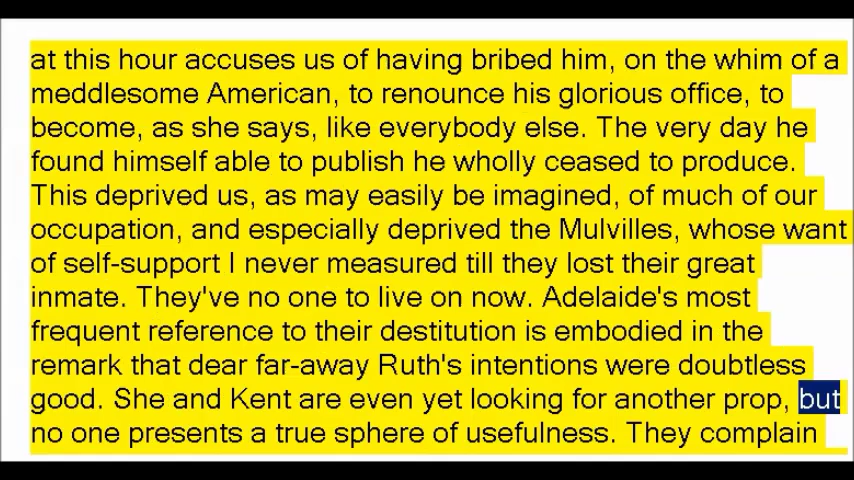 at this hour accuses us of having bribed him, on the whim of a
meddlesome American, to renounce his glorious office, to
become, as she says, like everybody else. The very day he
found himself able to publish he wholly ceased to produce.
This deprived us, as may easily be imagined, of much of our
occupation, and especially deprived the Mulvilles, whose want
of self-support I never measured till they lost their great
inmate. They've no one to live on now. Adelaide's most
frequent reference to their destitution is embodied in the
remark that dear far-away Ruth's intentions were doubtless
good. She and Kent are even yet looking for another prop, but
no one presents a true sphere of usefulness. They complain